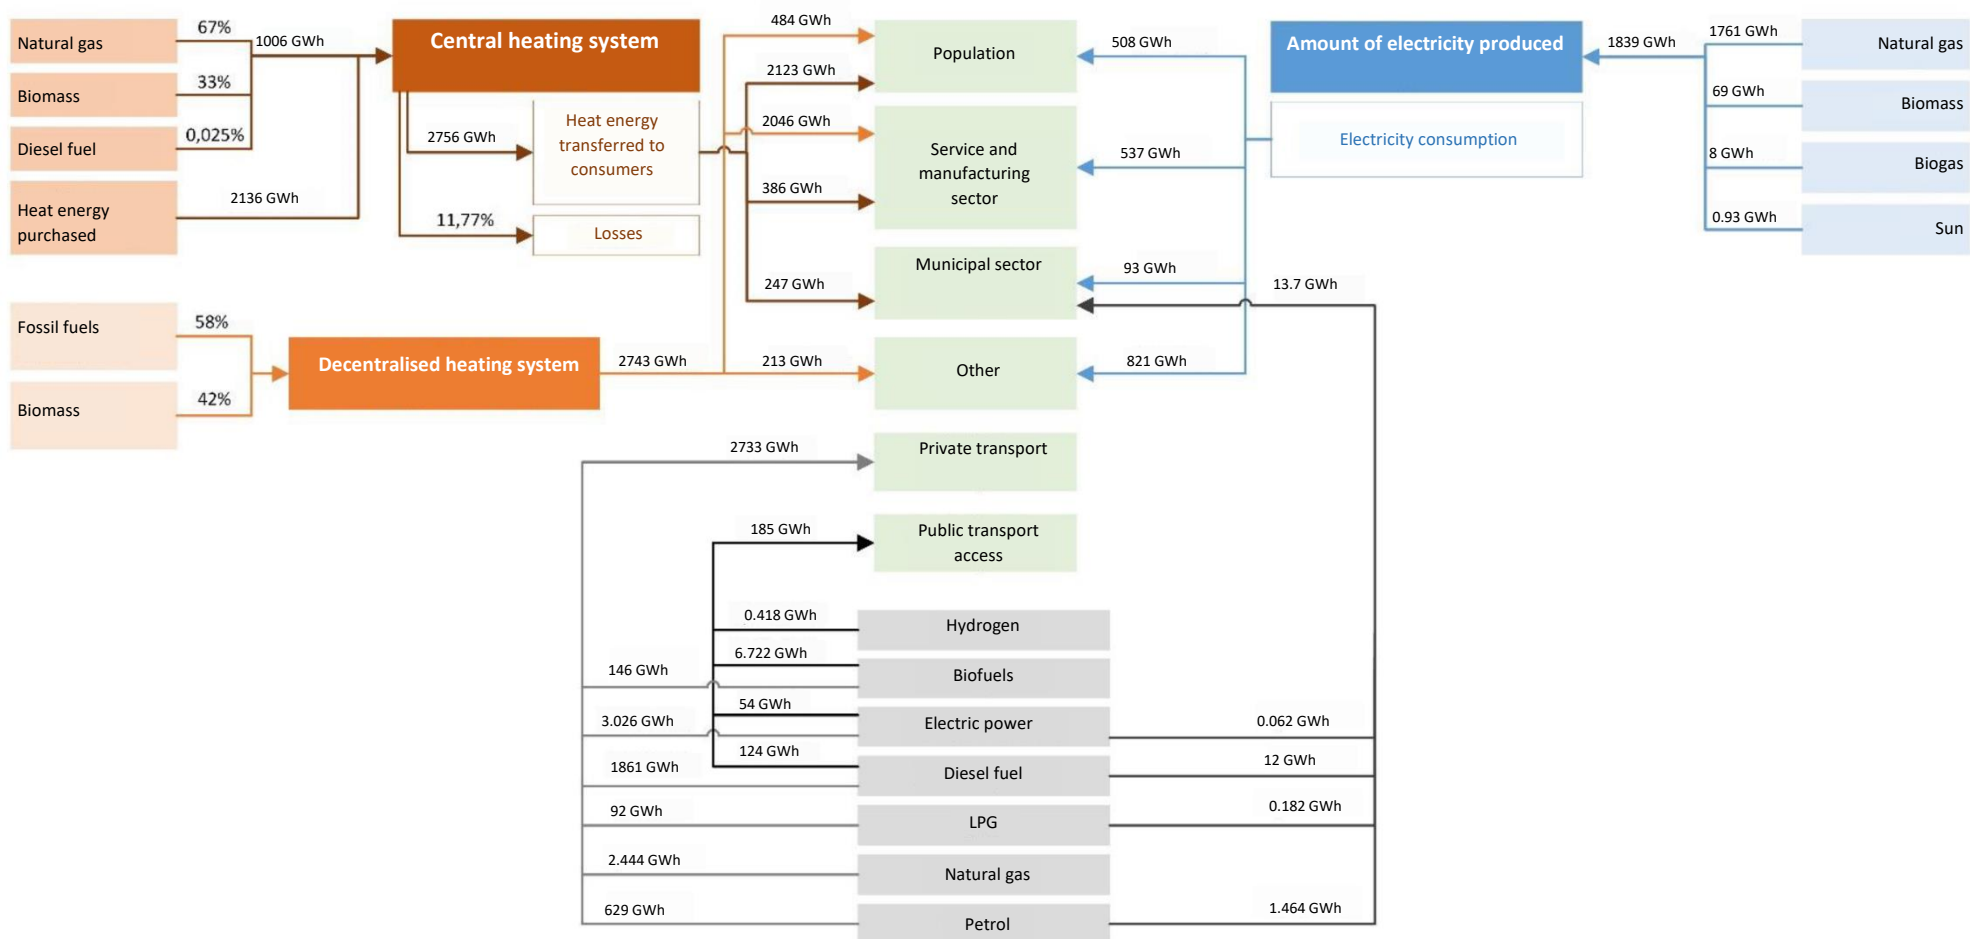 Natural gas
67%
1006 GWh
Biomass
33%
Diesel fuel
0,025%
Heat energy
purchased
2136 GWh
Central heating system
2756 GWh
Heat energy
transferred to
consumers
11,77%
Losses
Fossil fuels
58%
Biomass
42%
Decentralised heating system
2743 GWh
484 GWh
2123 GWh
2046 GWh
386 GWh
247 GWh
213 GWh
Population
Service and
manufacturing
sector
Municipal sector
Other
Private transport
Public transport
access
508 GWh
537 GWh
93 GWh
821 GWh
13.7 GWh
Amount of electricity produced
Electricity consumption
1839 GWh
1761 GWh
Natural gas
69 GWh
Biomass
8 GWh
Biogas
0.93 GWh
Sun
2733 GWh
185 GWh
0.418 GWh
Hydrogen
6.722 GWh
146 GWh
Biofuels
54 GWh
3.026 GWh
Electric power
0.062 GWh
124 GWh
1861 GWh
Diesel fuel
12 GWh
92 GWh
LPG
0.182 GWh
2.444 GWh
Natural gas
629 GWh
Petrol
1.464 GWh